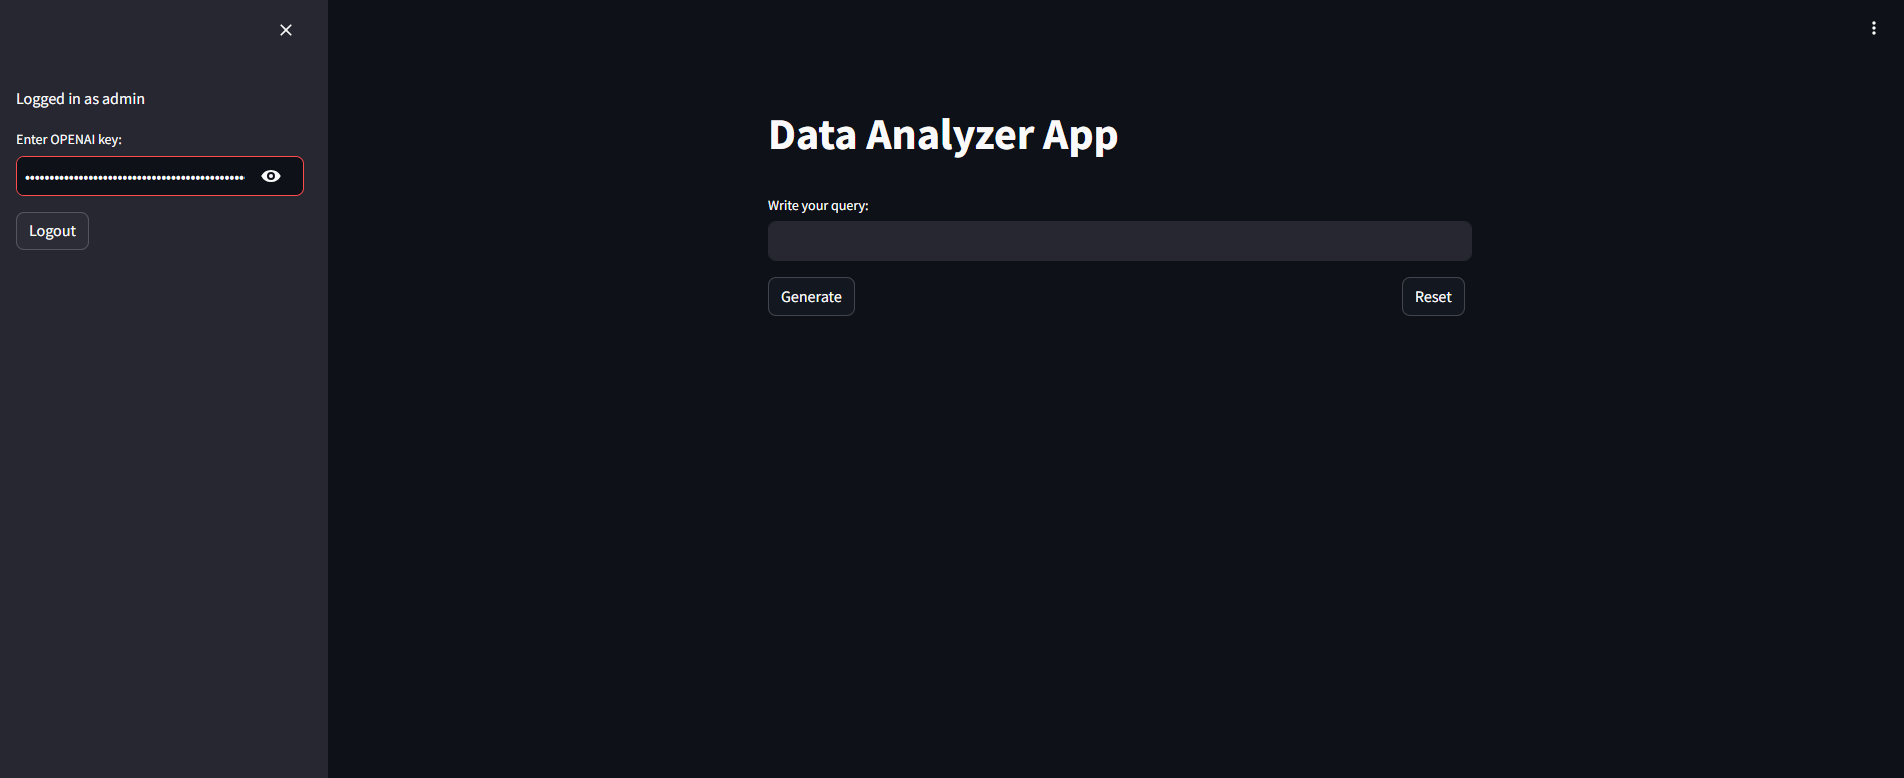 Logged in as admin
Enter OPENAI key:
Logout
Data Analyzer App
Write your query:
Generate
Reset